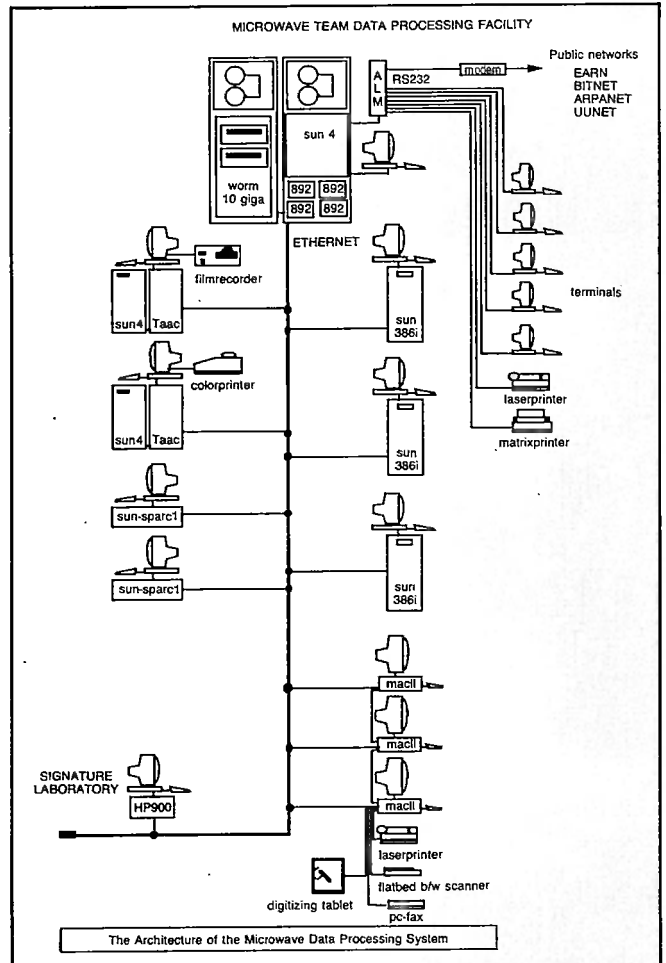 MICROWAVE TEAM DATA PROCESSING FACILITY
Public networks
EARN
BITNET
ARPANET
UUNET
ALM
RS232
modem
sun 4
worm
10 giga
892 892
892 892
ETHERNET
filmrecorder
sun4 Taac
sun
386i
terminals
colorprinter
sun4 Taac
sun
386i
laserprinter
matrixprinter
sun-sparc1
sun-sparc1
sun
386i
macII
macII
macII
SIGNATURE
LABORATORY
HP900
laserprinter
flatbed b/w scanner
digitizing tablet
pc-fax
The Architecture of the Microwave Data Processing System